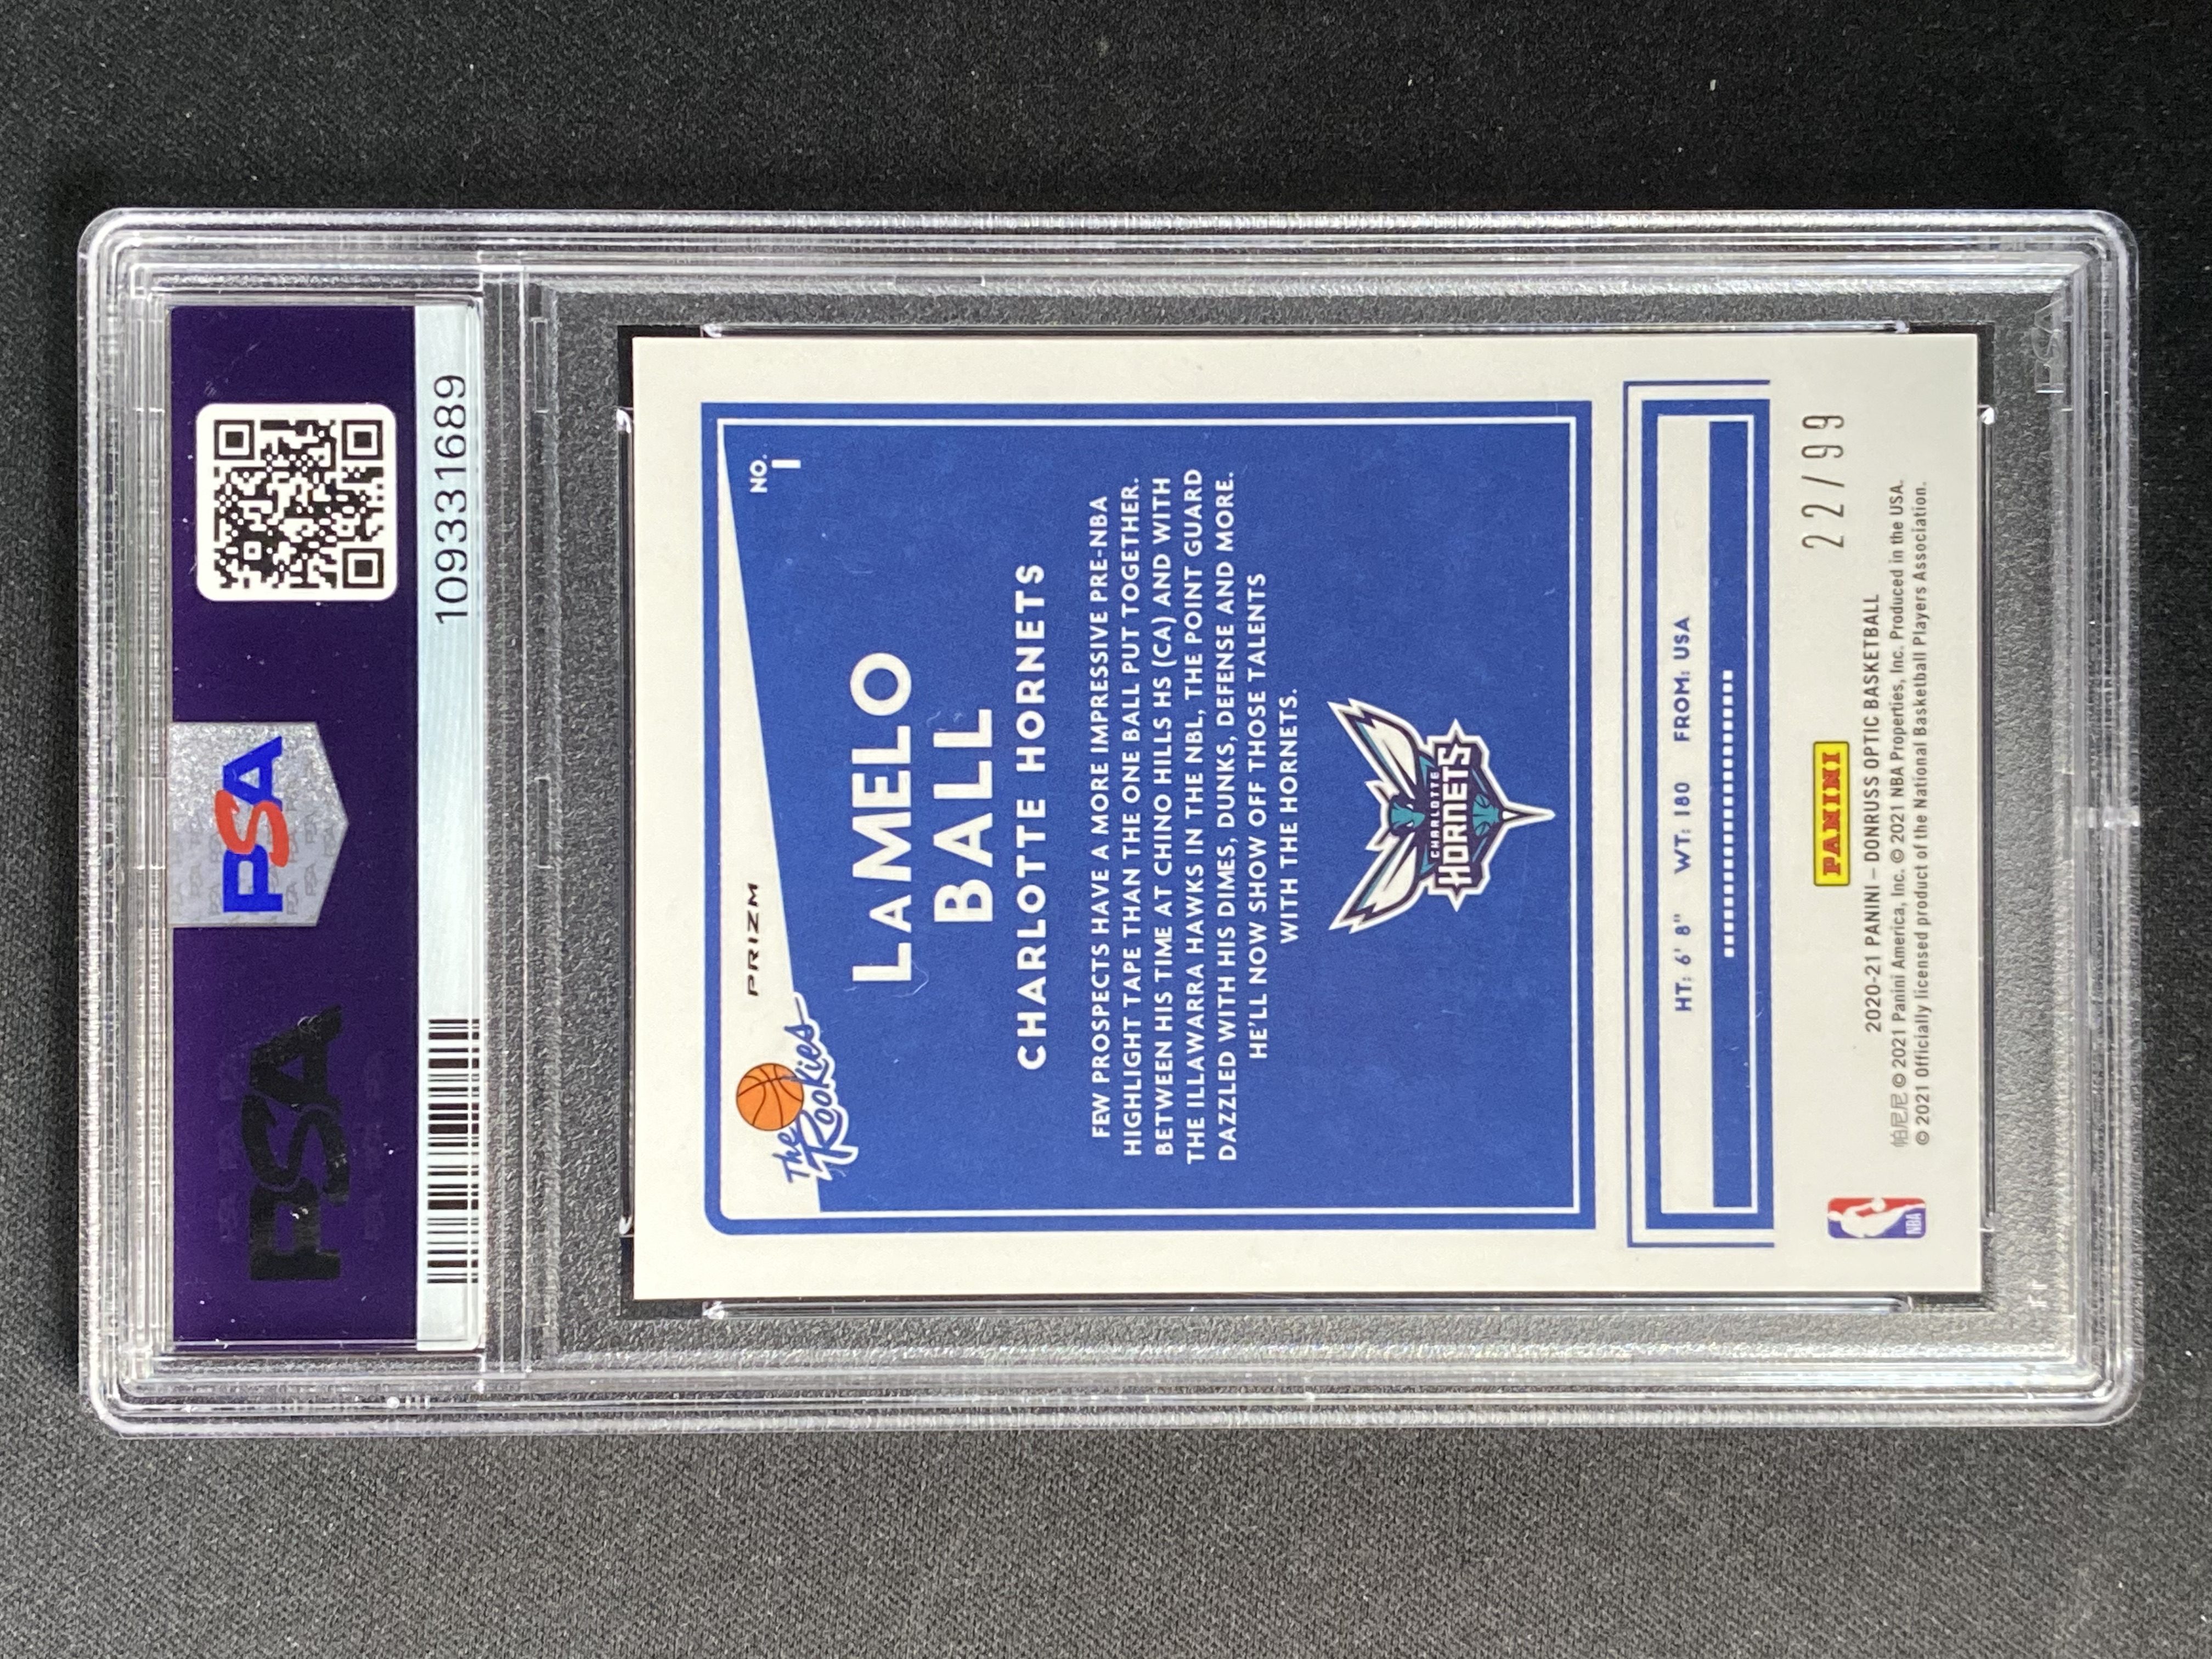 PSA
PSA
109331689
The Rookies
PRIZM
NO.
1
LAMELO
BALL
CHARLOTTE HORNETS
FEW PROSPECTS HAVE A MORE IMPRESSIVE PRE-NBA
HIGHLIGHT TAPE THAN THE ONE BALL PUT TOGETHER.
BETWEEN HIS TIME AT CHINO HILLS HS (CA) AND WITH
THE ILLAWARRA HAWKS IN THE NBL, THE POINT GUARD
DAZZLED WITH HIS DIMES, DUNKS, DEFENSE AND MORE.
HE'LL NOW SHOW OFF THOSE TALENTS
WITH THE HORNETS.
CHARLOTTE
HORNETS
HT: 6' 8" WT: 180 FROM: USA
22/99
PANINI
2020-21 PANINI – DONRUSS OPTIC BASKETBALL
帕尼尼 © 2021 Panini America, Inc. © 2021 NBA Properties, Inc. Produced in the USA.
© 2021 Officially licensed product of the National Basketball Players Association.
NBA
PSA